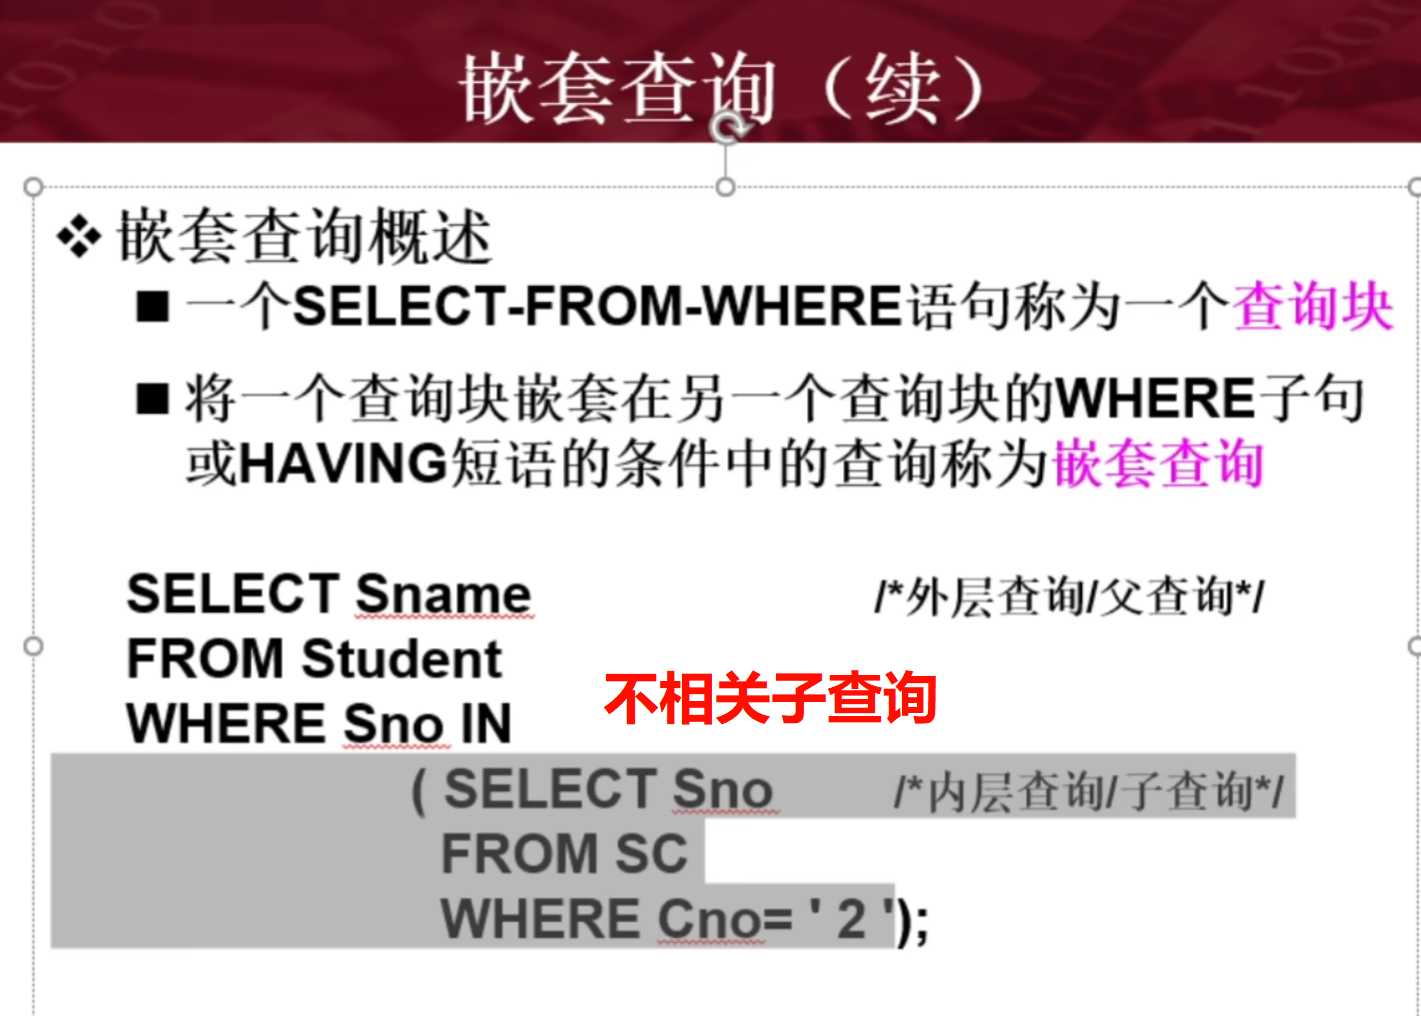 嵌套查询（续）
❖ 嵌套查询概述
■ 一个SELECT-FROM-WHERE语句称为一个查询块
■ 将一个查询块嵌套在另一个查询块的WHERE子句
或HAVING短语的条件中的查询称为嵌套查询
SELECT Sname /*外层查询/父查询*/
FROM Student
不相关子查询
WHERE Sno IN
( SELECT Sno /*内层查询/子查询*/
FROM SC
WHERE Cno= ' 2 ');